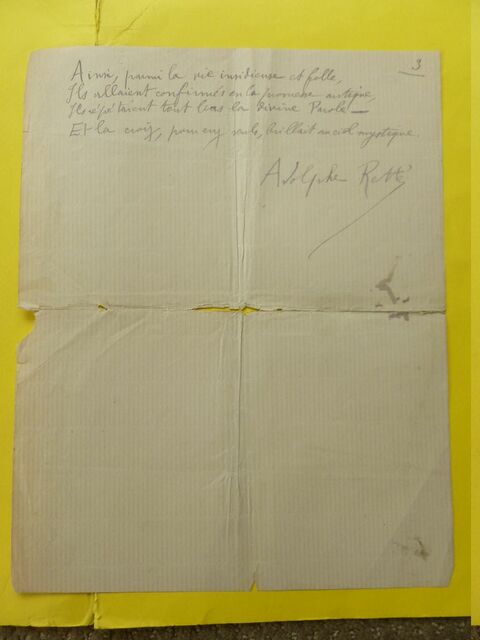 3
Ainsi, parmi la vie insidieuse et folle,
Ils allaient confirmés en la promesse antique,
Ils répétaient tout bas la divine Parole —
Et la croix, pour eux seuls, brillait au ciel mystique.
Adolphe Retté